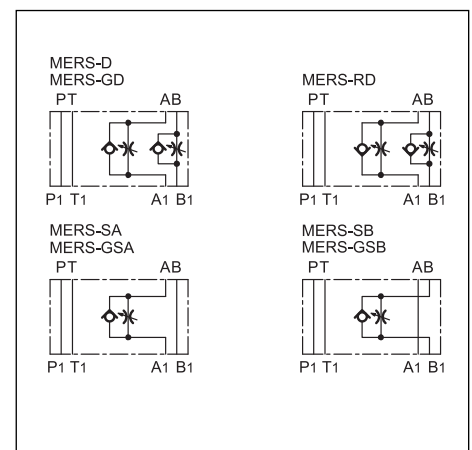 MERS-D
MERS-GD
PT AB
P1 T1 A1 B1
MERS-RD
PT AB
P1 T1 A1 B1
MERS-SA
MERS-GSA
PT AB
P1 T1 A1 B1
MERS-SB
MERS-GSB
PT AB
P1 T1 A1 B1